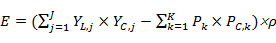 E = (∑_{j=1}^{J} Y_{L,j} × Y_{C,j} − ∑_{k=1}^{K} P_k × P_{C,k}) × ρ